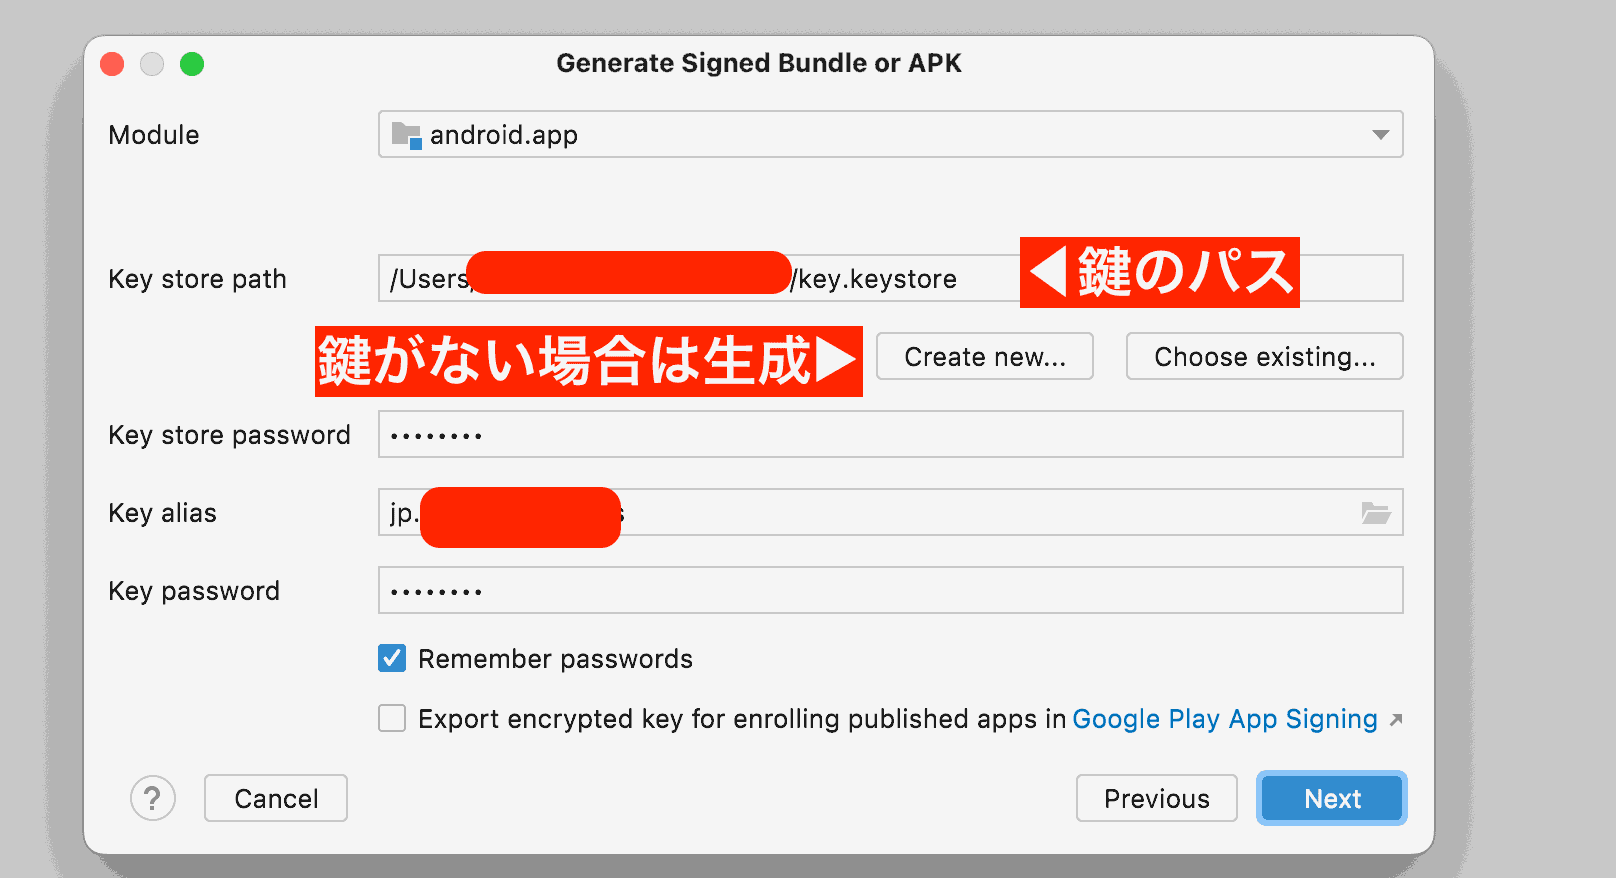 Generate Signed Bundle or APK
Module
android.app
Key store path
/Users/
/key.keystore
◀鍵のパス
鍵がない場合は生成▶
Create new...
Choose existing...
Key store password
••••••••
Key alias
jp.
Key password
••••••••
Remember passwords
Export encrypted key for enrolling published apps in Google Play App Signing ↗
?
Cancel
Previous
Next